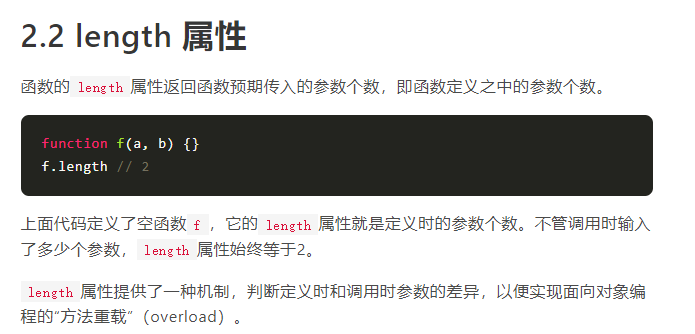 2.2 length 属性
函数的 length 属性返回函数预期传入的参数个数，即函数定义之中的参数个数。
function f(a, b) {}
f.length // 2
上面代码定义了空函数 f ，它的 length 属性就是定义时的参数个数。不管调用时输入
了多少个参数， length 属性始终等于2。
length 属性提供了一种机制，判断定义时和调用时参数的差异，以便实现面向对象编
程的“方法重载”（overload）。